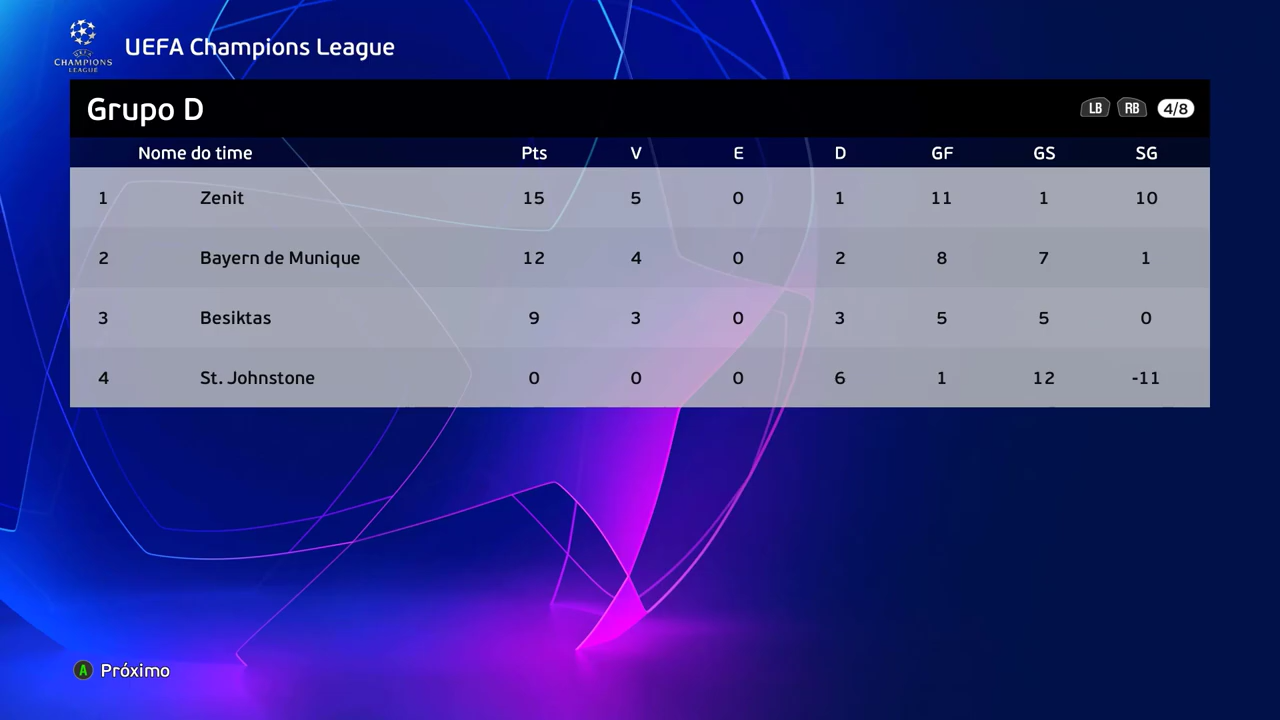 UEFA
CHAMPIONS
LEAGUE
UEFA Champions League
Grupo D LB RB 4/8
Nome do time Pts V E D GF GS SG
1 Zenit 15 5 0 1 11 1 10
2 Bayern de Munique 12 4 0 2 8 7 1
3 Besiktas 9 3 0 3 5 5 0
4 St. Johnstone 0 0 0 6 1 12 -11
A Próximo